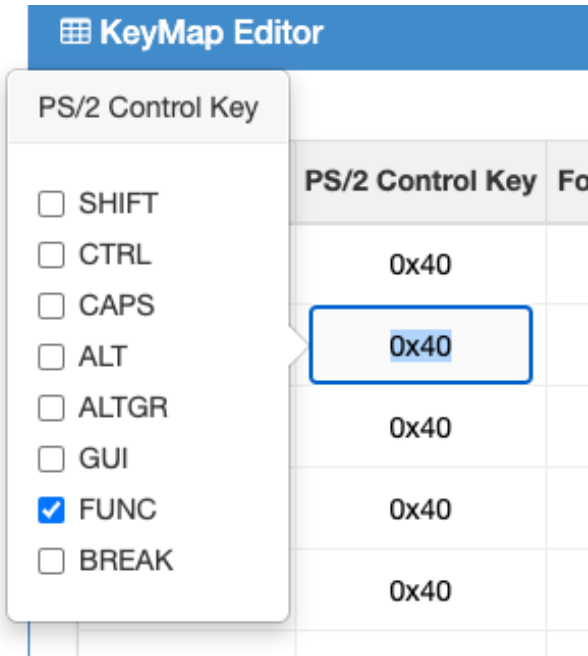 KeyMap Editor
PS/2 Control Key
SHIFT
CTRL
CAPS
ALT
ALTGR
GUI
FUNC
BREAK
PS/2 Control Key Fo
0x40
0x40
0x40
0x40
0x40